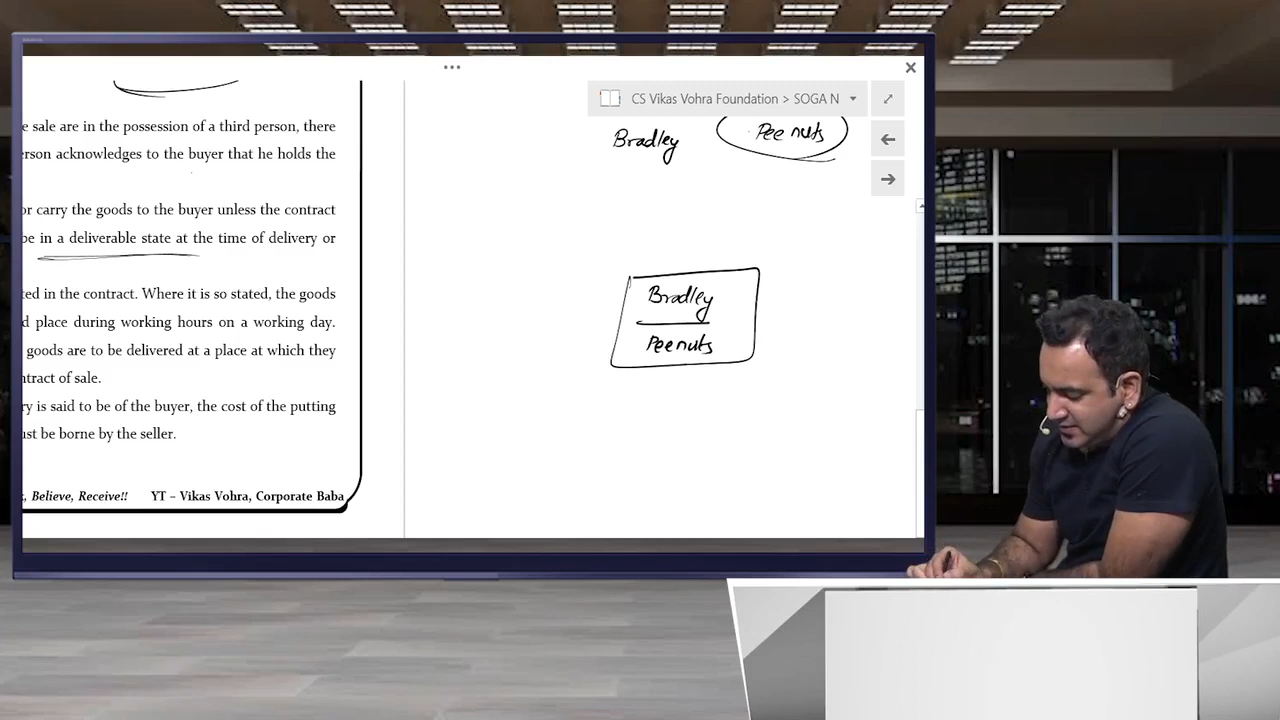 e sale are in the possession of a third person, there
erson acknowledges to the buyer that he holds the
or carry the goods to the buyer unless the contract
be in a deliverable state at the time of delivery or
ted in the contract. Where it is so stated, the goods
d place during working hours on a working day.
goods are to be delivered at a place at which they
ntract of sale.
ry is said to be of the buyer, the cost of the putting
ust be borne by the seller.
, Believe, Receive!! YT – Vikas Vohra, Corporate Baba
CS Vikas Vohra Foundation > SOGA N
Bradley Peenuts
Bradley
Peenuts